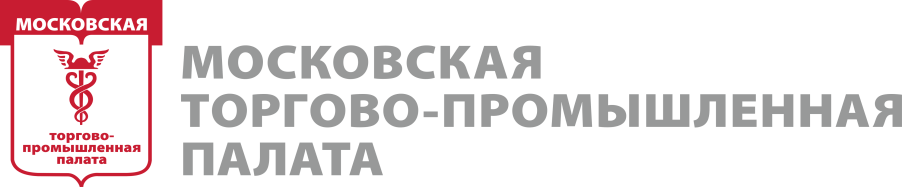 МОСКОВСКАЯ
торгово-
промышленная
палата
МОСКОВСКАЯ
ТОРГОВО-ПРОМЫШЛЕННАЯ
ПАЛАТА